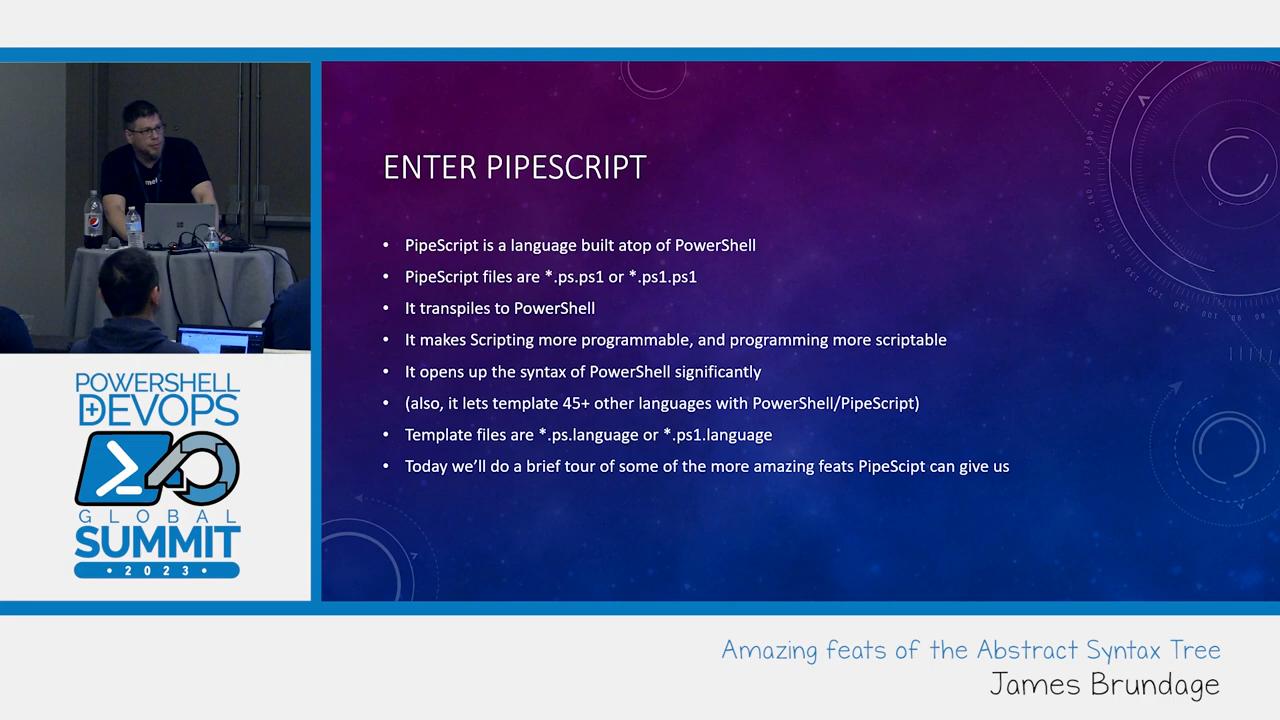 ENTER PIPESCRIPT
• PipeScript is a language built atop of PowerShell
• PipeScript files are *.ps.ps1 or *.ps1.ps1
• It transpiles to PowerShell
• It makes Scripting more programmable, and programming more scriptable
• It opens up the syntax of PowerShell significantly
• (also, it lets template 45+ other languages with PowerShell/PipeScript)
• Template files are *.ps.language or *.ps1.language
• Today we'll do a brief tour of some of the more amazing feats PipeScipt can give us
POWERSHELL
+DEVOPS
GLOBAL
SUMMIT
• 2023 •
Amazing feats of the Abstract Syntax Tree
James Brundage